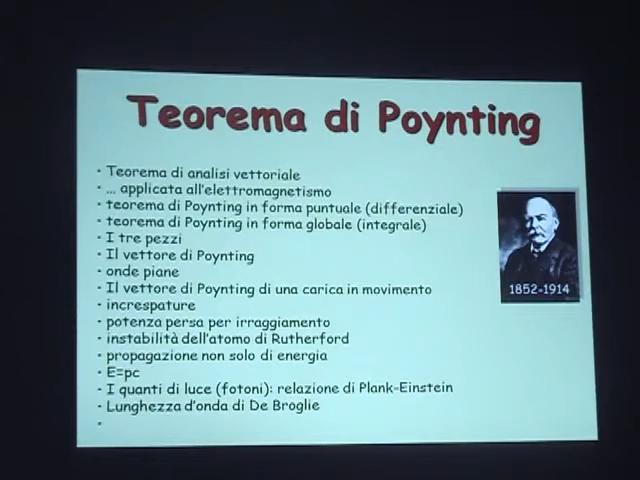 Teorema di Poynting
• Teorema di analisi vettoriale
• ... applicata all'elettromagnetismo
• teorema di Poynting in forma puntuale (differenziale)
• teorema di Poynting in forma globale (integrale)
• I tre pezzi
• Il vettore di Poynting
• onde piane
• Il vettore di Poynting di una carica in movimento
• increspature
• potenza persa per irraggiamento
• instabilità dell'atomo di Rutherford
• propagazione non solo di energia
• E=pc
• I quanti di luce (fotoni): relazione di Plank-Einstein
• Lunghezza d'onda di De Broglie
•
1852-1914